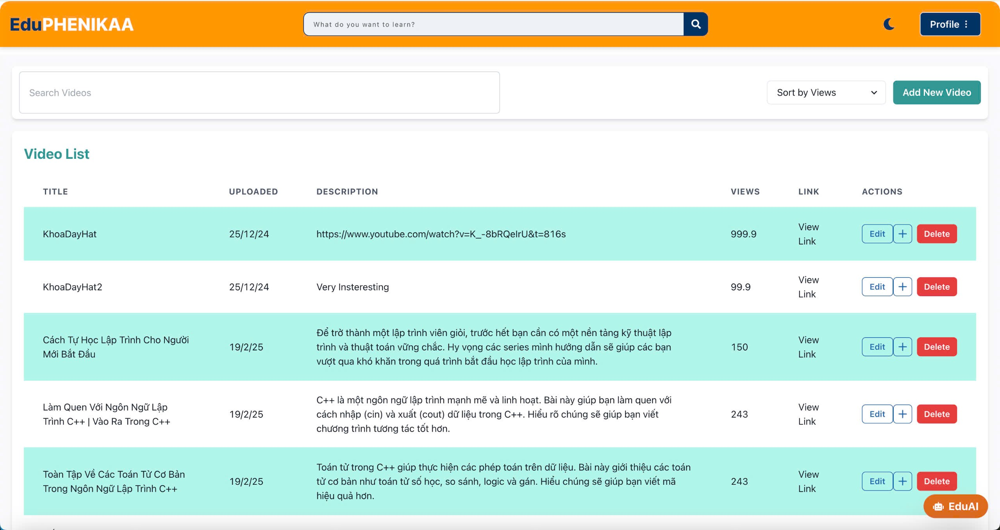 EduPHENIKAA
What do you want to learn?
Profile
Search Videos
Sort by Views
Add New Video
Video List
TITLE UPLOADED DESCRIPTION VIEWS LINK ACTIONS
KhoaDayHat 25/12/24 https://www.youtube.com/watch?v=K_-8bRQeIrU&t=816s 999.9 View Link Edit + Delete
KhoaDayHat2 25/12/24 Very Insteresting 99.9 View Link Edit + Delete
Cách Tự Học Lập Trình Cho Người
Mới Bắt Đầu
19/2/25
Để trở thành một lập trình viên giỏi, trước hết bạn cần có một nền tảng kỹ thuật lập
trình và thuật toán vững chắc. Hy vọng các series mình hướng dẫn sẽ giúp các bạn
vượt qua khó khăn trong quá trình bắt đầu học lập trình của mình.
150
View
Link
Edit + Delete
Làm Quen Với Ngôn Ngữ Lập
Trình C++ | Vào Ra Trong C++
19/2/25
C++ là một ngôn ngữ lập trình mạnh mẽ và linh hoạt. Bài này giúp bạn làm quen với
cách nhập (cin) và xuất (cout) dữ liệu trong C++. Hiểu rõ chúng sẽ giúp bạn viết
chương trình tương tác tốt hơn.
243
View
Link
Edit + Delete
Toàn Tập Về Các Toán Tử Cơ Bản
Trong Ngôn Ngữ Lập Trình C++
19/2/25
Toán tử trong C++ giúp thực hiện các phép toán trên dữ liệu. Bài này giới thiệu các toán
tử cơ bản như toán tử số học, so sánh, logic và gán. Hiểu chúng sẽ giúp bạn viết mã
hiệu quả hơn.
243
View
Link
Edit + Delete
EduAI